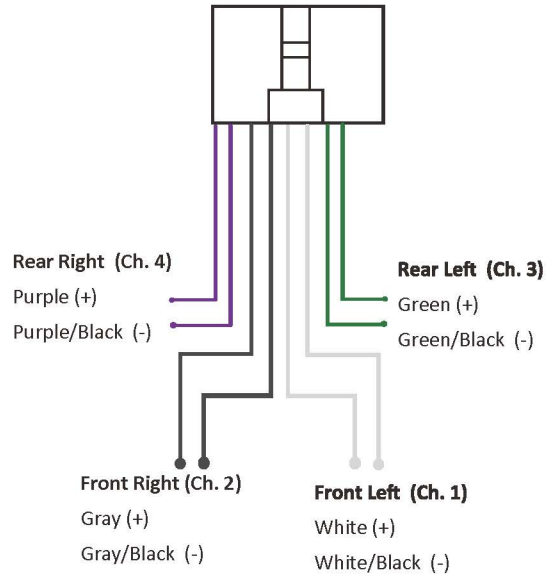 Rear Right (Ch. 4)
Purple (+)
Purple/Black (-)
Rear Left (Ch. 3)
Green (+)
Green/Black (-)
Front Right (Ch. 2)
Gray (+)
Gray/Black (-)
Front Left (Ch. 1)
White (+)
White/Black (-)